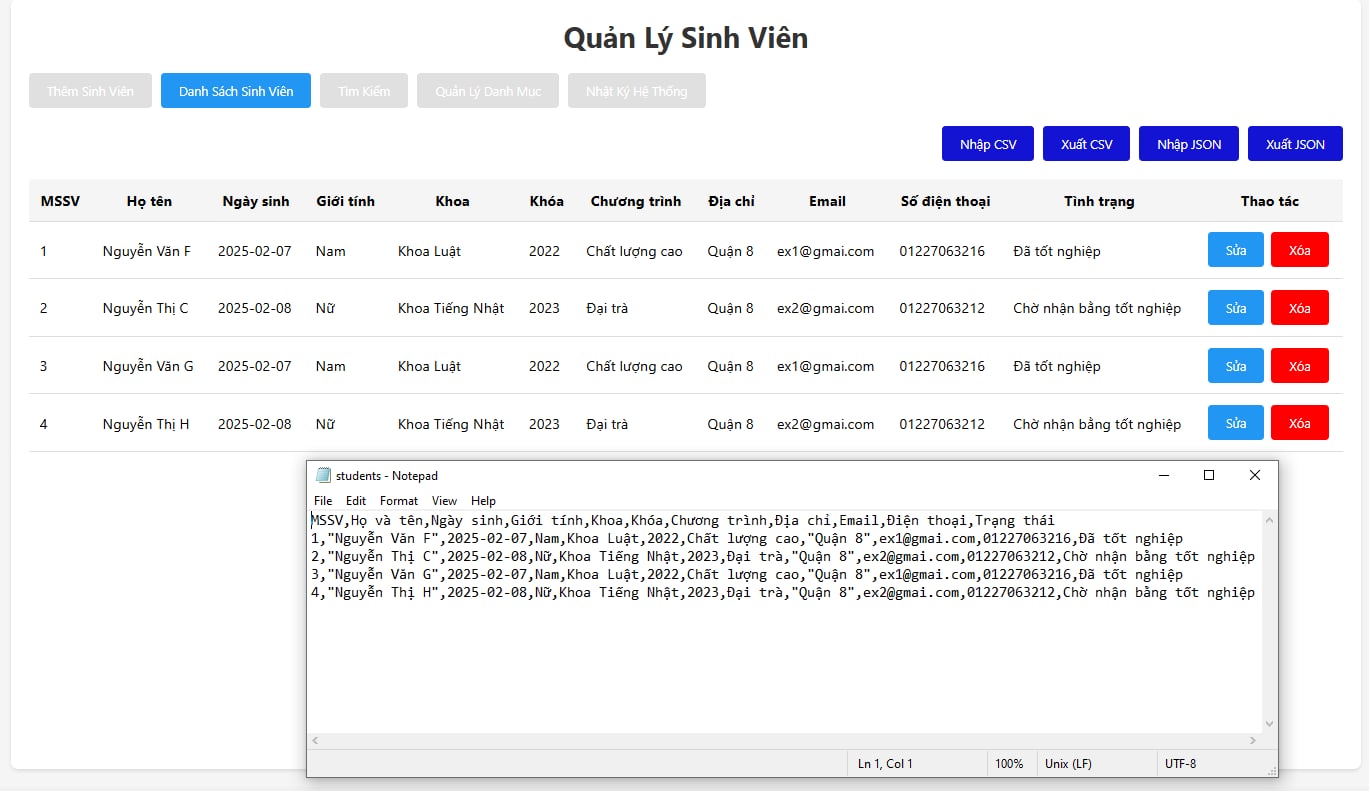 Quản Lý Sinh Viên
Thêm Sinh Viên Danh Sách Sinh Viên Tìm Kiếm Quản Lý Danh Mục Nhật Ký Hệ Thống
Nhập CSV Xuất CSV Nhập JSON Xuất JSON
MSSV Họ tên Ngày sinh Giới tính Khoa Khóa Chương trình Địa chỉ Email Số điện thoại Tình trạng Thao tác
1 Nguyễn Văn F 2025-02-07 Nam Khoa Luật 2022 Chất lượng cao Quận 8 ex1@gmai.com 01227063216 Đã tốt nghiệp Sửa Xóa
2 Nguyễn Thị C 2025-02-08 Nữ Khoa Tiếng Nhật 2023 Đại trà Quận 8 ex2@gmai.com 01227063212 Chờ nhận bằng tốt nghiệp Sửa Xóa
3 Nguyễn Văn G 2025-02-07 Nam Khoa Luật 2022 Chất lượng cao Quận 8 ex1@gmai.com 01227063216 Đã tốt nghiệp Sửa Xóa
4 Nguyễn Thị H 2025-02-08 Nữ Khoa Tiếng Nhật 2023 Đại trà Quận 8 ex2@gmai.com 01227063212 Chờ nhận bằng tốt nghiệp Sửa Xóa
students - Notepad
File Edit Format View Help
MSSV,Họ và tên,Ngày sinh,Giới tính,Khoa,Khóa,Chương trình,Địa chỉ,Email,Điện thoại,Trạng thái
1,"Nguyễn Văn F",2025-02-07,Nam,Khoa Luật,2022,Chất lượng cao,"Quận 8",ex1@gmai.com,01227063216,Đã tốt nghiệp
2,"Nguyễn Thị C",2025-02-08,Nữ,Khoa Tiếng Nhật,2023,Đại trà,"Quận 8",ex2@gmai.com,01227063212,Chờ nhận bằng tốt nghiệp
3,"Nguyễn Văn G",2025-02-07,Nam,Khoa Luật,2022,Chất lượng cao,"Quận 8",ex1@gmai.com,01227063216,Đã tốt nghiệp
4,"Nguyễn Thị H",2025-02-08,Nữ,Khoa Tiếng Nhật,2023,Đại trà,"Quận 8",ex2@gmai.com,01227063212,Chờ nhận bằng tốt nghiệp
Ln 1, Col 1 100% Unix (LF) UTF-8